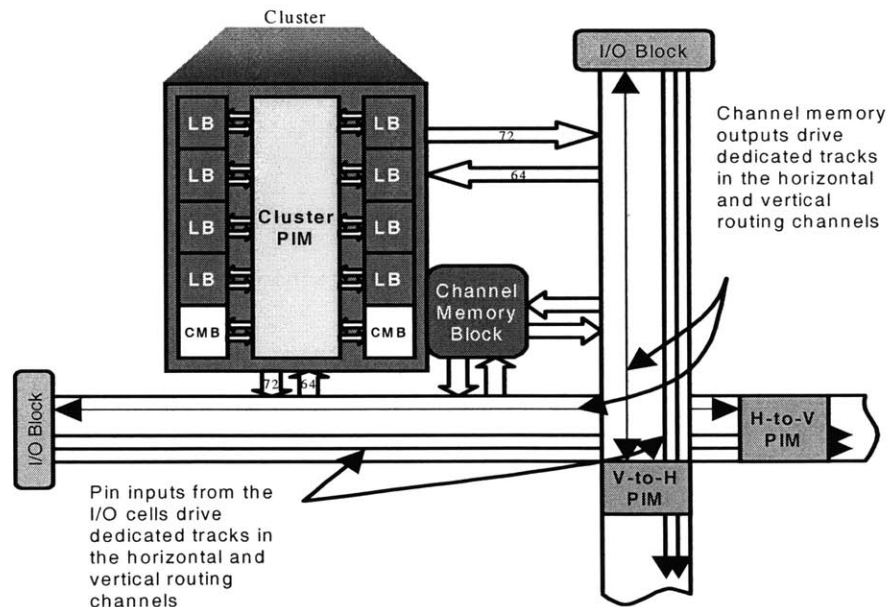 Cluster
I/O Block
LB
LB
LB
LB
CMB
Cluster
PIM
LB
LB
LB
LB
CMB
72
64
Channel memory
outputs drive
dedicated tracks
in the horizontal
and vertical
routing channels
Channel
Memory
Block
72
64
I/O Block
H-to-V
PIM
V-to-H
PIM
Pin inputs from the
I/O cells drive
dedicated tracks in
the horizontal and
vertical routing
channels